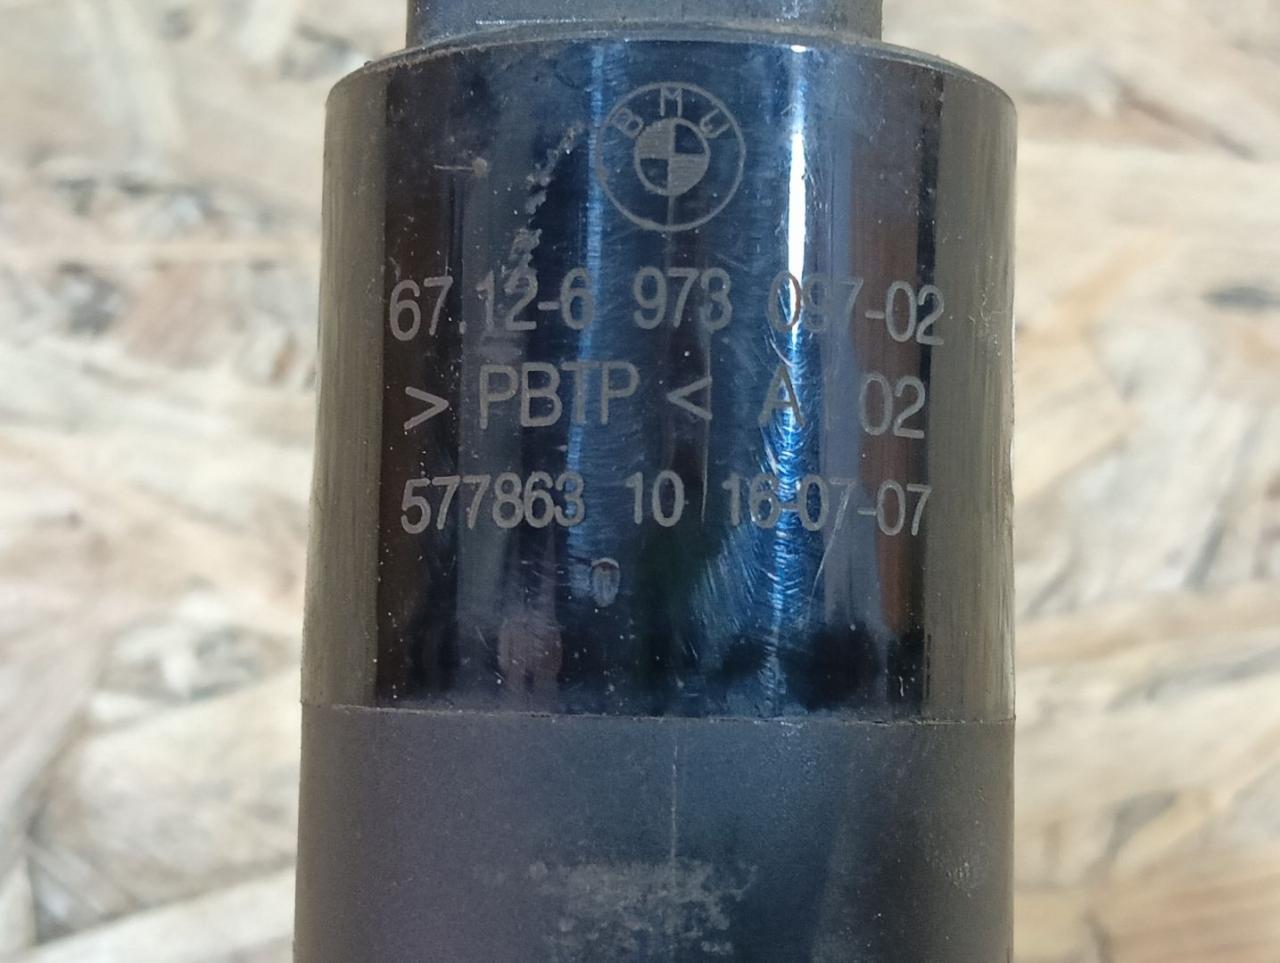 BMW
67.12-6 973 097-02
> PBTP < A 02
577863 10 16-07-07